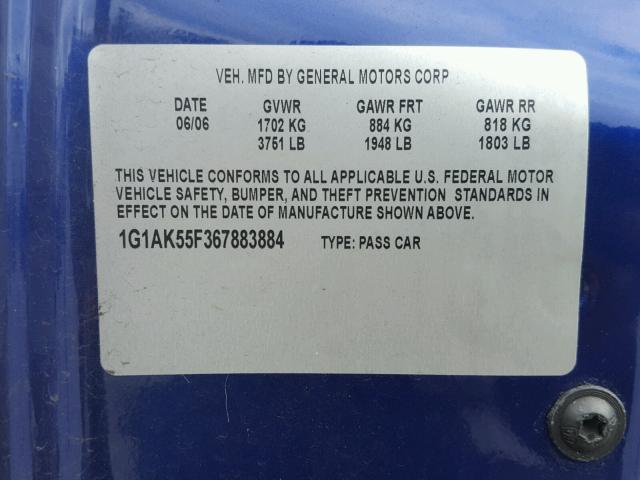 VEH. MFD BY GENERAL MOTORS CORP
DATE GVWR GAWR FRT GAWR RR
06/06 1702 KG 884 KG 818 KG
3751 LB 1948 LB 1803 LB
THIS VEHICLE CONFORMS TO ALL APPLICABLE U.S. FEDERAL MOTOR
VEHICLE SAFETY, BUMPER, AND THEFT PREVENTION STANDARDS IN
EFFECT ON THE DATE OF MANUFACTURE SHOWN ABOVE.
1G1AK55F367883884 TYPE: PASS CAR